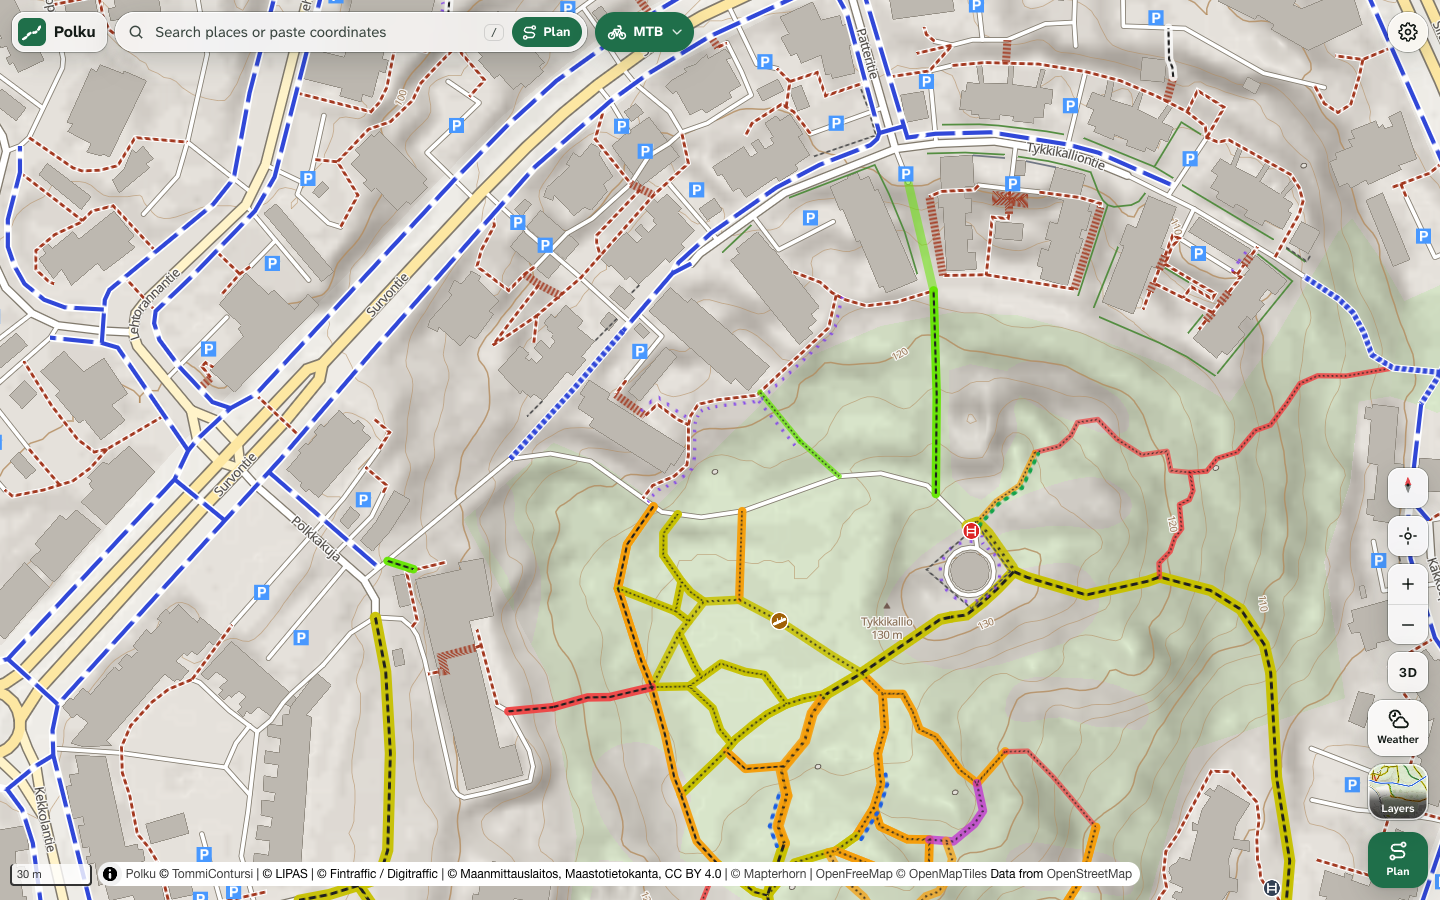 Polku
Search places or paste coordinates
/
Plan
MTB
Patteritie
Tykkikalliontie
100
Lehtorannantie
Survontie
120
Survontie
Polkkakuja
120
110
Tykkikallio
130 m
130
Kekkolantie
3D
Weather
Layers
Plan
30 m
Polku © TommiContursi | © LIPAS | © Fintraffic / Digitraffic | © Maanmittauslaitos, Maastotietokanta, CC BY 4.0 | © Mapterhorn | OpenFreeMap © OpenMapTiles Data from OpenStreetMap